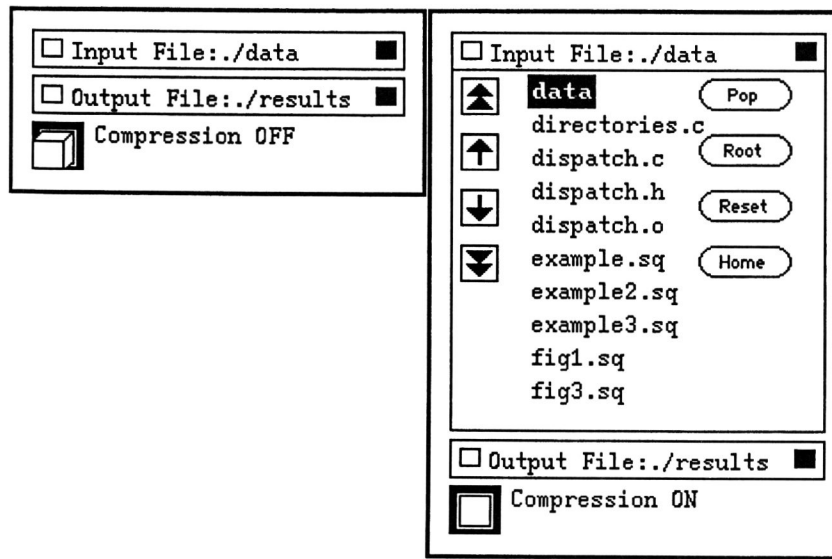 Input File:./data
Output File:./results
Compression OFF
Input File:./data
data
Pop
directories.c
dispatch.c
Root
dispatch.h
Reset
dispatch.o
example.sq
Home
example2.sq
example3.sq
fig1.sq
fig3.sq
Output File:./results
Compression ON